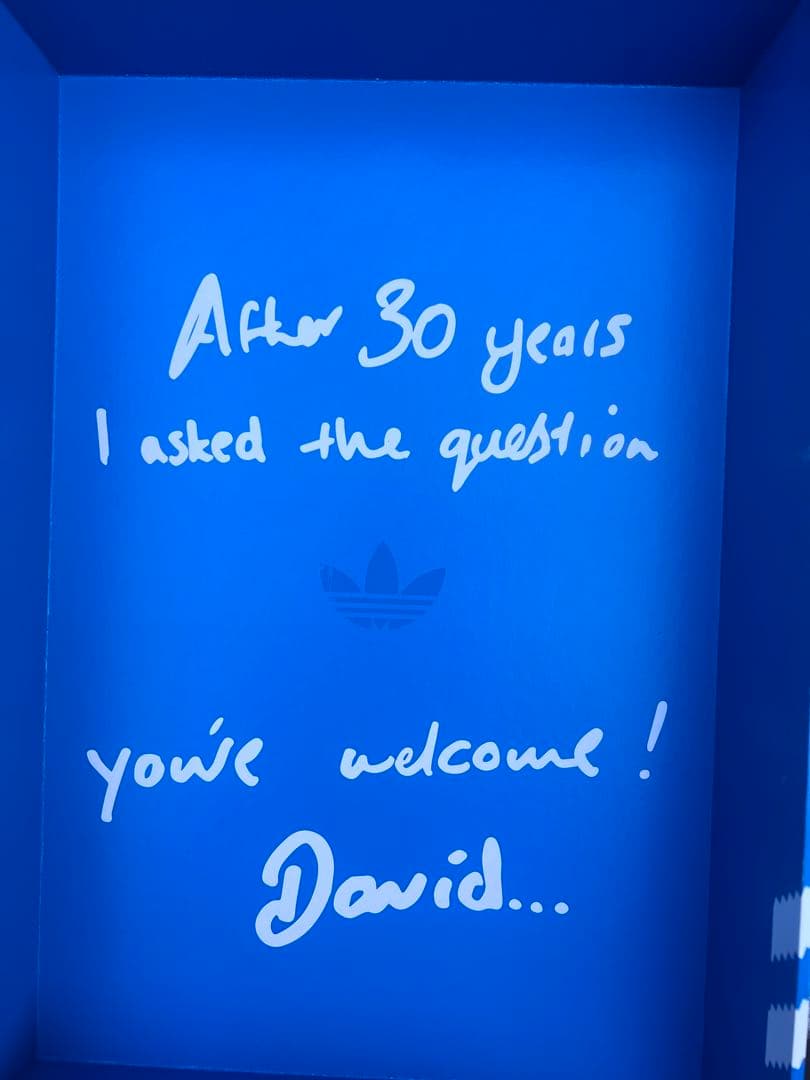 After 30 years
I asked the question
you're welcome!
David...